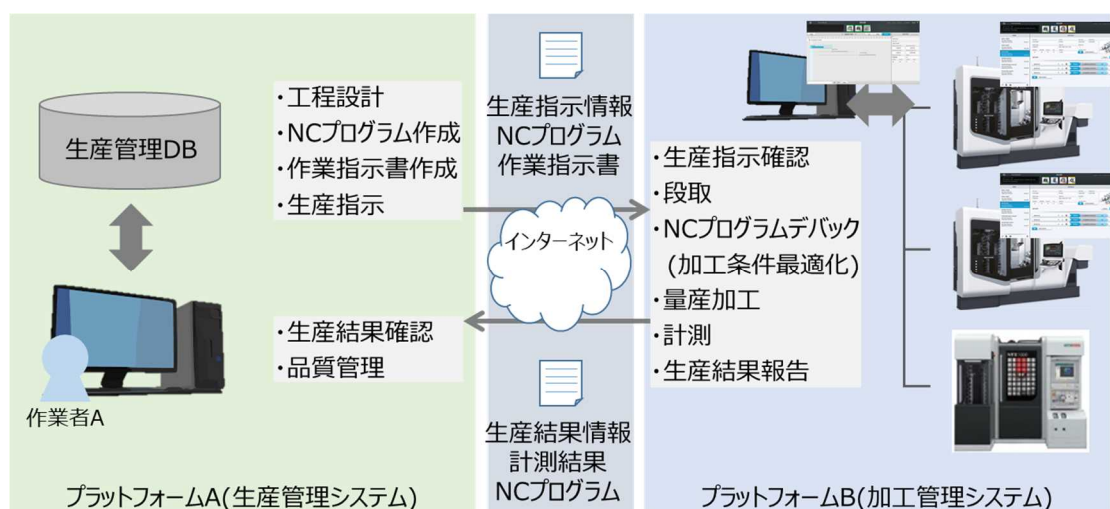 生産管理DB
作業者A
・工程設計
・NCプログラム作成
・作業指示書作成
・生産指示
・生産結果確認
・品質管理
プラットフォームA(生産管理システム)
生産指示情報
NCプログラム
作業指示書
インターネット
生産結果情報
計測結果
NCプログラム
・生産指示確認
・段取
・NCプログラムデバック
(加工条件最適化)
・量産加工
・計測
・生産結果報告
プラットフォームB(加工管理システム)